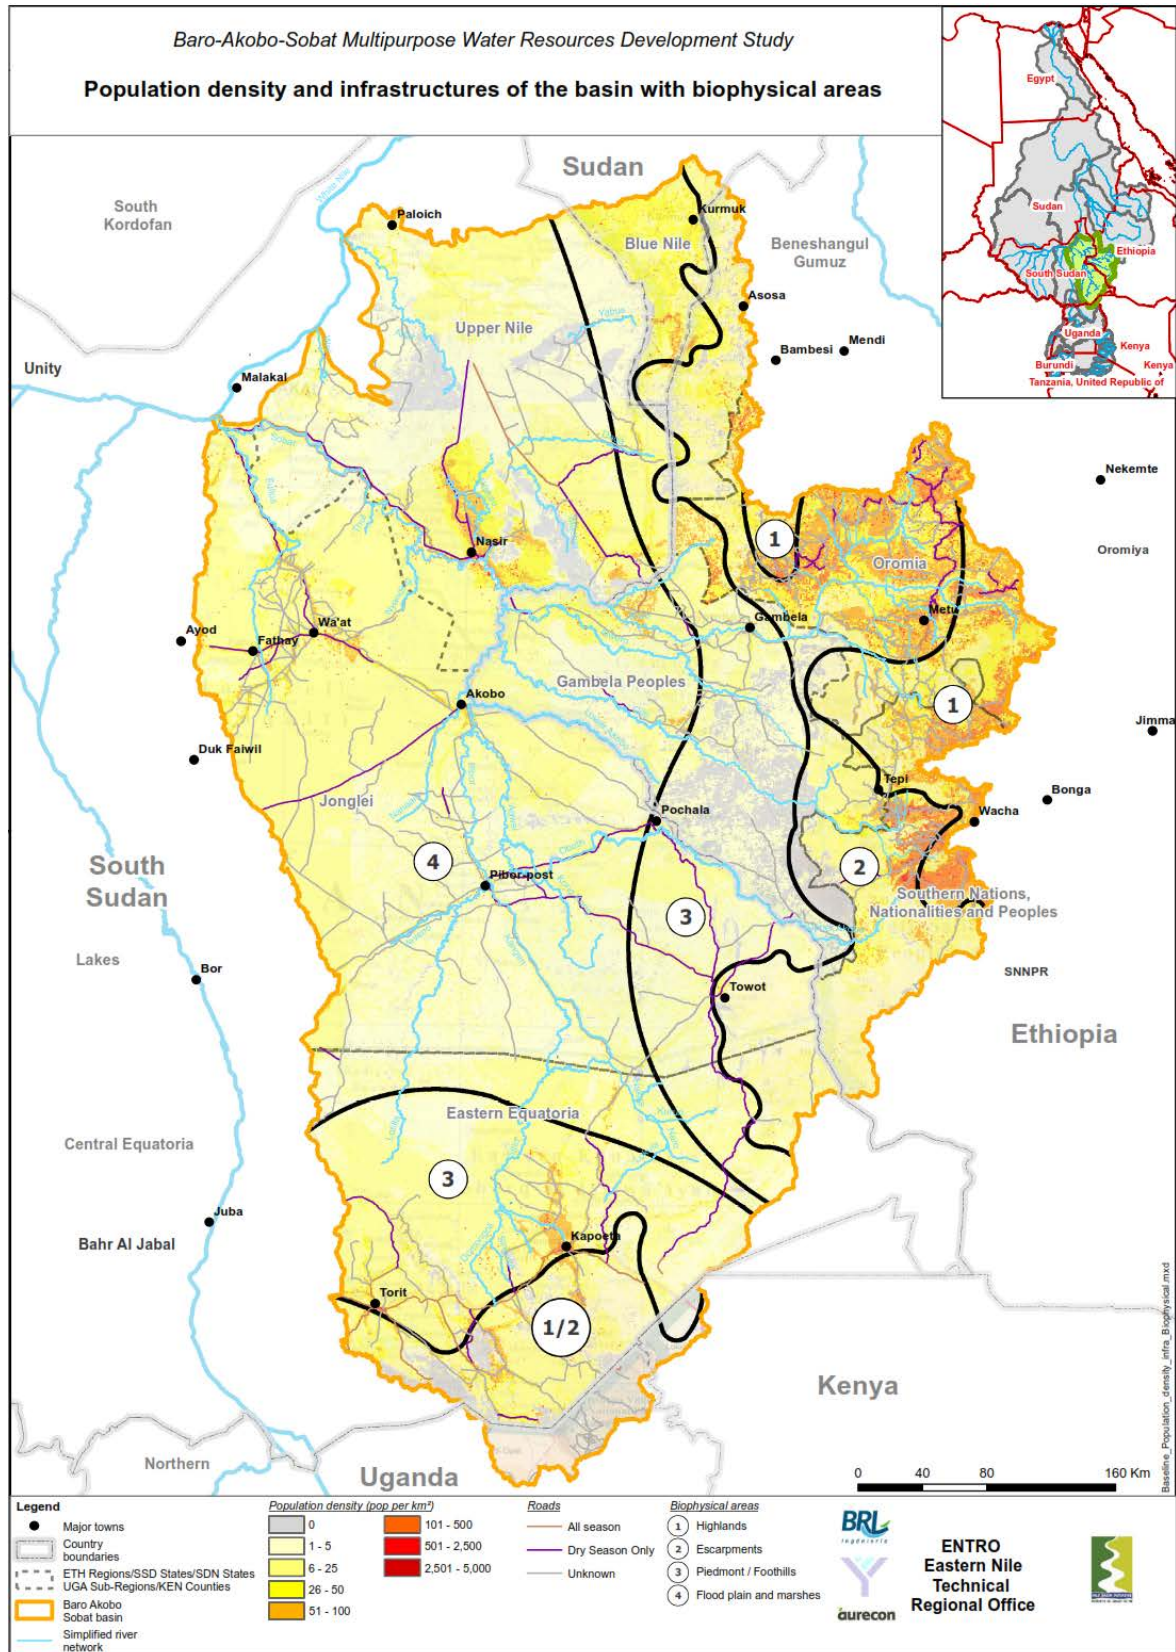 Baro-Akobo-Sobat Multipurpose Water Resources Development Study
Population density and infrastructures of the basin with biophysical areas
Egypt
Sudan
Ethiopia
South Sudan
Uganda
Kenya
Burundi
Kenya
Tanzania, United Republic of
Sudan
South
Kordofan
White Nile
Paloich
Kurmuk
Blue Nile
Beneshangul
Gumuz
Asosa
Upper Nile
Yabus
Mendi
Bambesi
Unity
Malakal
Sobat
Nekemte
1
Nasir
Oromia
Oromiya
Metu
Wa'at
Gambela
Ayod
Fathay
Gambela Peoples
1
Akobo
Jimma
Duk Faiwil
Tepi
Jonglei
Bonga
Pochala
Wacha
4
2
South
Sudan
Pibor post
Southern Nations,
Nationalities and Peoples
3
Lakes
Bor
SNNPR
Towot
Ethiopia
Eastern Equatoria
Central Equatoria
3
Juba
Kapoeta
Bahr Al Jabal
Torit
1/2
Kenya
Northern
Uganda
0 40 80 160 Km
Baseline_Population_density_infra_Biophysical.mxd
Legend
Major towns
Country
boundaries
ETH Regions/SSD States/SDN States
UGA Sub-Regions/KEN Counties
Baro Akobo
Sobat basin
Simplified river
network
Population density (pop per km²)
0
1 - 5
6 - 25
26 - 50
51 - 100
101 - 500
501 - 2,500
2,501 - 5,000
Roads
All season
Dry Season Only
Unknown
Biophysical areas
1 Highlands
2 Escarpments
3 Piedmont / Foothills
4 Flood plain and marshes
BRL
ingénierie
aurecon
ENTRO
Eastern Nile
Technical
Regional Office